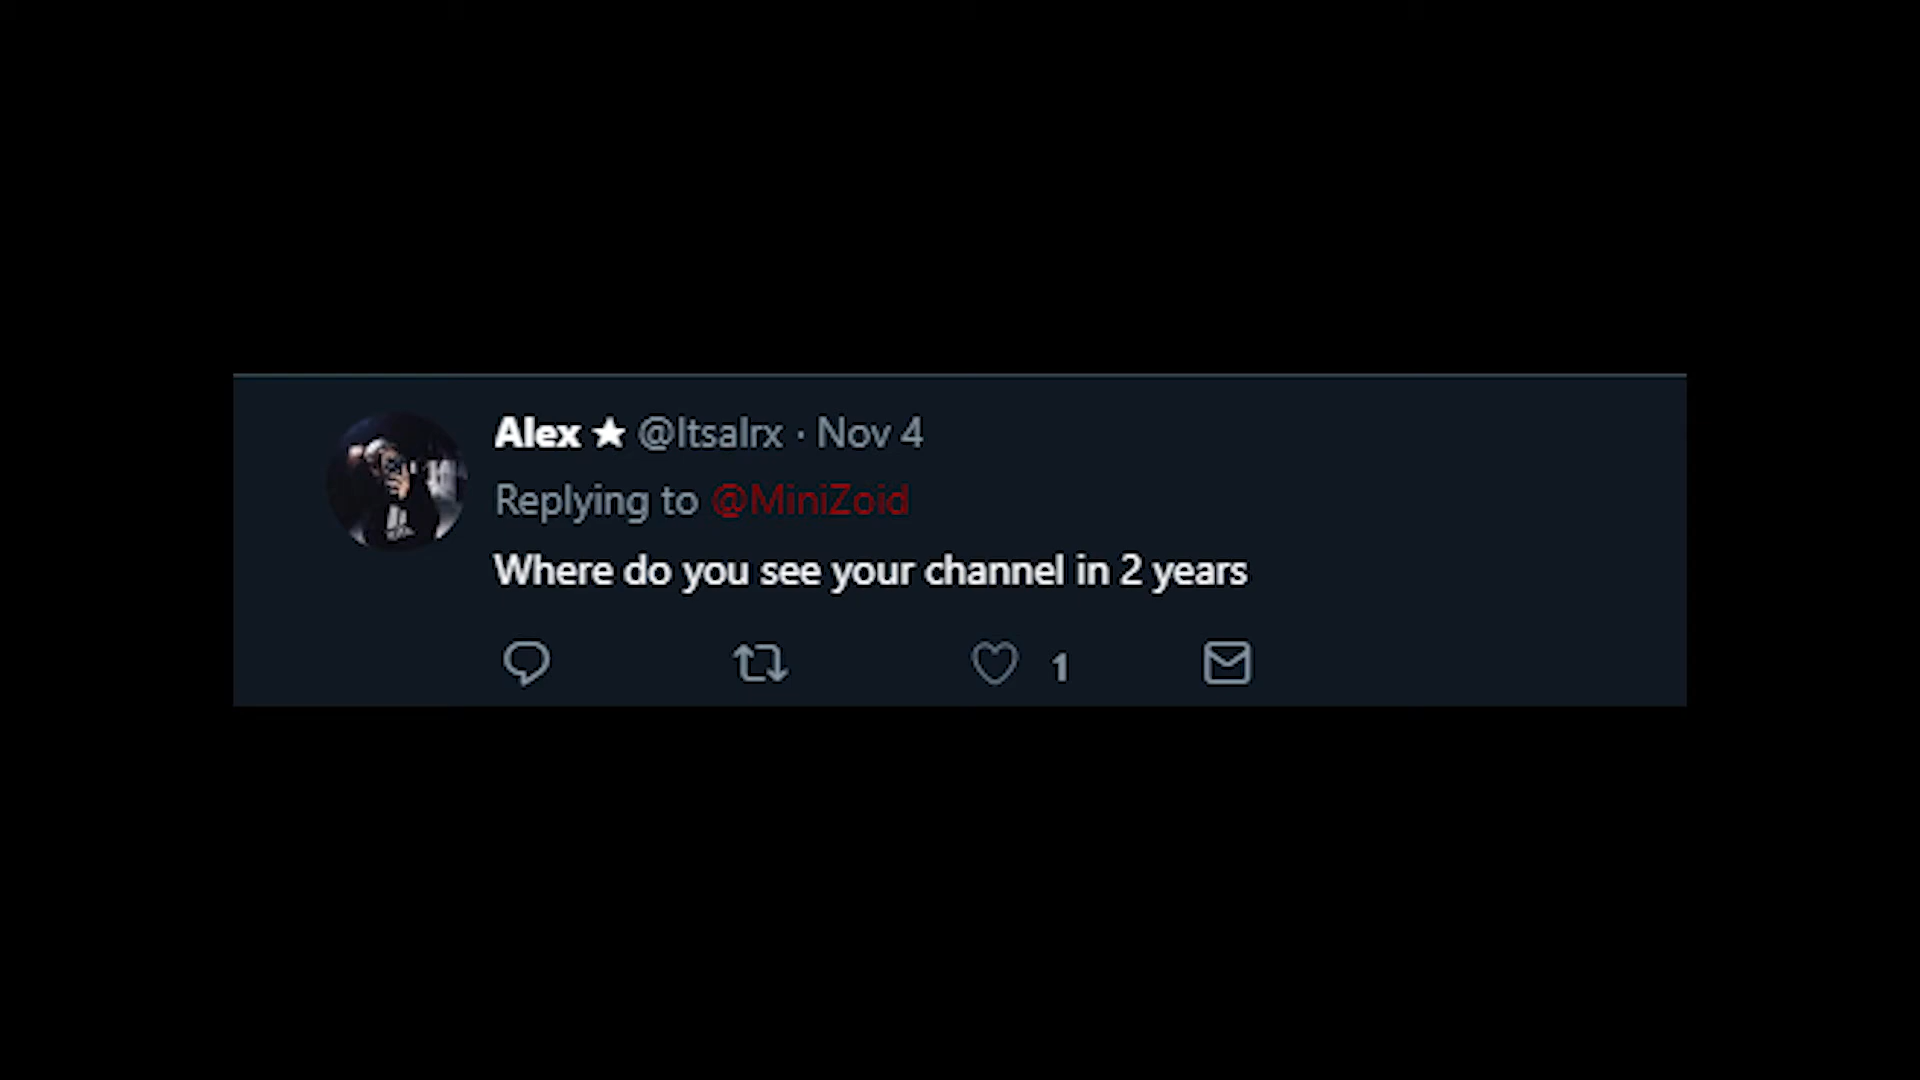 Alex ★ @Itsalrx · Nov 4
Replying to @MiniZoid
Where do you see your channel in 2 years
1